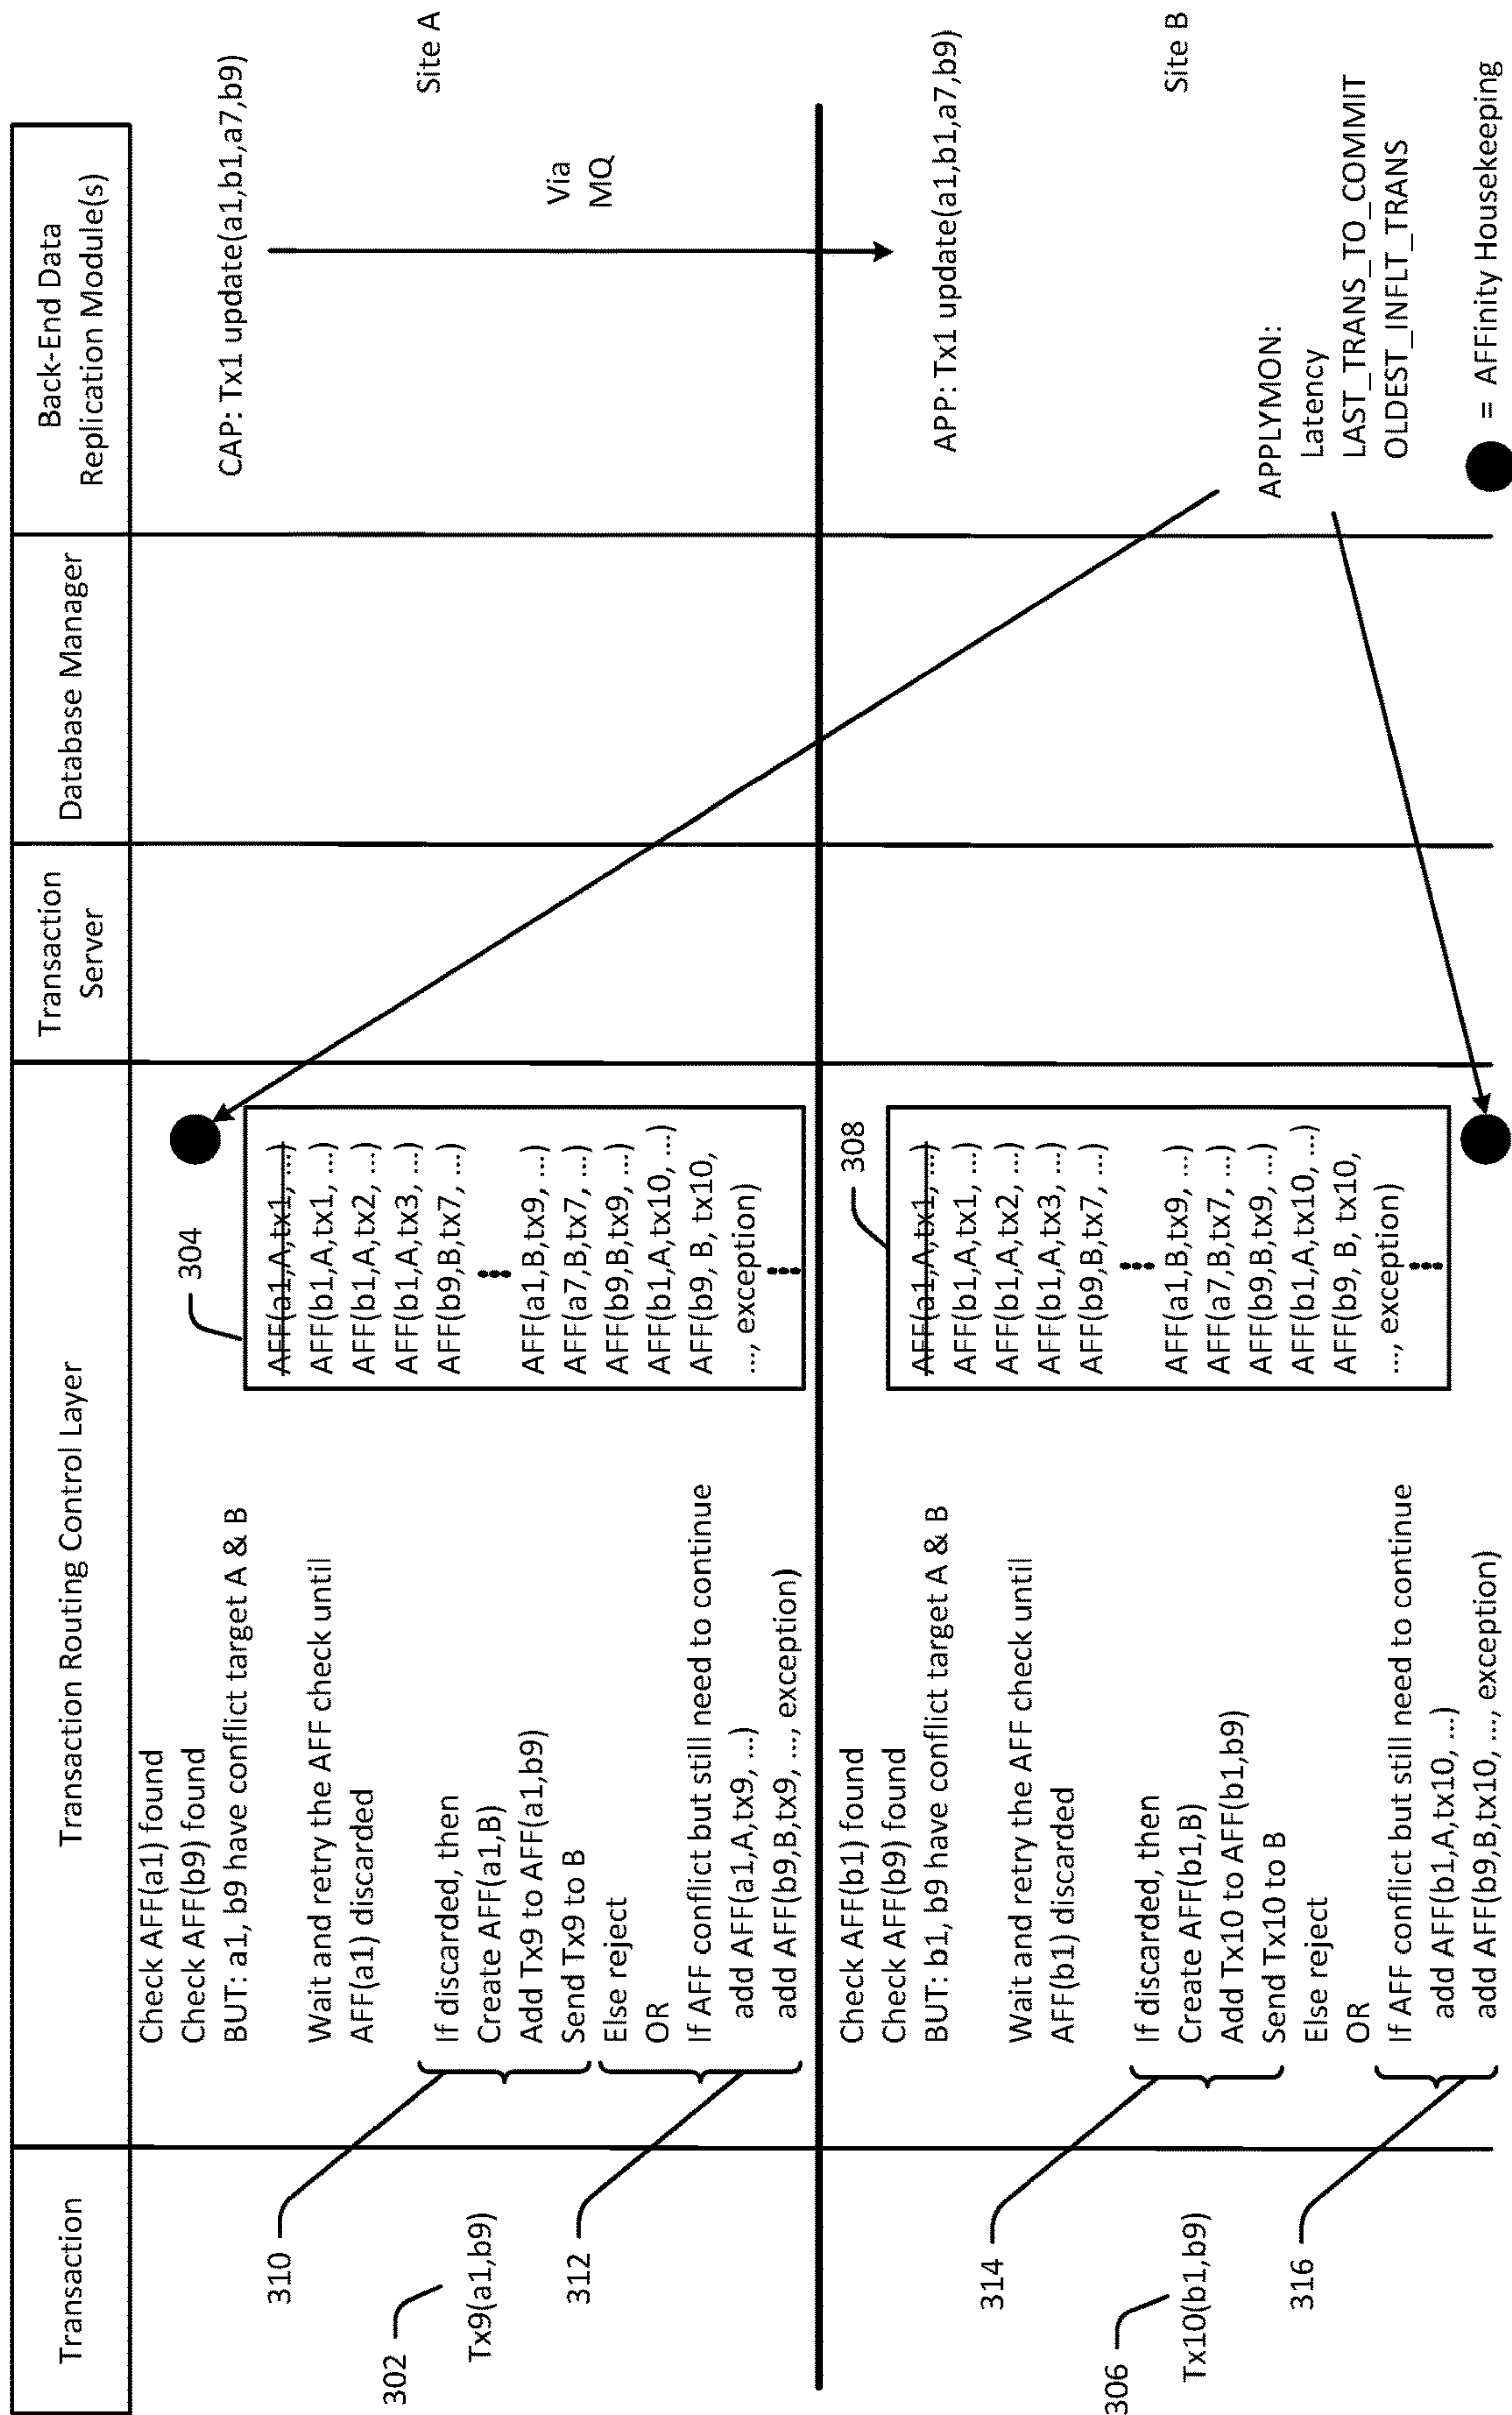 Transaction
Transaction Routing Control Layer
Transaction
Server
Database Manager
Back-End Data
Replication Module(s)
302
Tx9(a1,b9)
310
312
Check AFF(a1) found
Check AFF(b9) found
BUT: a1, b9 have conflict target A & B
Wait and retry the AFF check until
AFF(a1) discarded
If discarded, then
Create AFF(a1,B)
Add Tx9 to AFF(a1,b9)
Send Tx9 to B
Else reject
OR
If AFF conflict but still need to continue
add AFF(a1,A,tx9, ...)
add AFF(b9,B,tx9, ..., exception)
304
AFF(a1,A,tx1, ...)
AFF(b1,A,tx1, ...)
AFF(b1,A,tx2, ...)
AFF(b1,A,tx3, ...)
AFF(b9,B,tx7, ...)
AFF(a1,B,tx9, ...)
AFF(a7,B,tx7, ...)
AFF(b9,B,tx9, ...)
AFF(b1,A,tx10, ...)
AFF(b9, B, tx10,
..., exception)
CAP: Tx1 update(a1,b1,a7,b9)
Site A
Via
MQ
306
Tx10(b1,b9)
314
316
Check AFF(b1) found
Check AFF(b9) found
BUT: b1, b9 have conflict target A & B
Wait and retry the AFF check until
AFF(b1) discarded
If discarded, then
Create AFF(b1,B)
Add Tx10 to AFF(b1,b9)
Send Tx10 to B
Else reject
OR
If AFF conflict but still need to continue
add AFF(b1,A,tx10, ...)
add AFF(b9,B,tx10, ..., exception)
308
AFF(a1,A,tx1, ...)
AFF(b1,A,tx1, ...)
AFF(b1,A,tx2, ...)
AFF(b1,A,tx3, ...)
AFF(b9,B,tx7, ...)
AFF(a1,B,tx9, ...)
AFF(a7,B,tx7, ...)
AFF(b9,B,tx9, ...)
AFF(b1,A,tx10, ...)
AFF(b9, B, tx10,
..., exception)
APP: Tx1 update(a1,b1,a7,b9)
Site B
APPLYMON:
Latency
LAST_TRANS_TO_COMMIT
OLDEST_INFLT_TRANS
= AFFinity Housekeeping